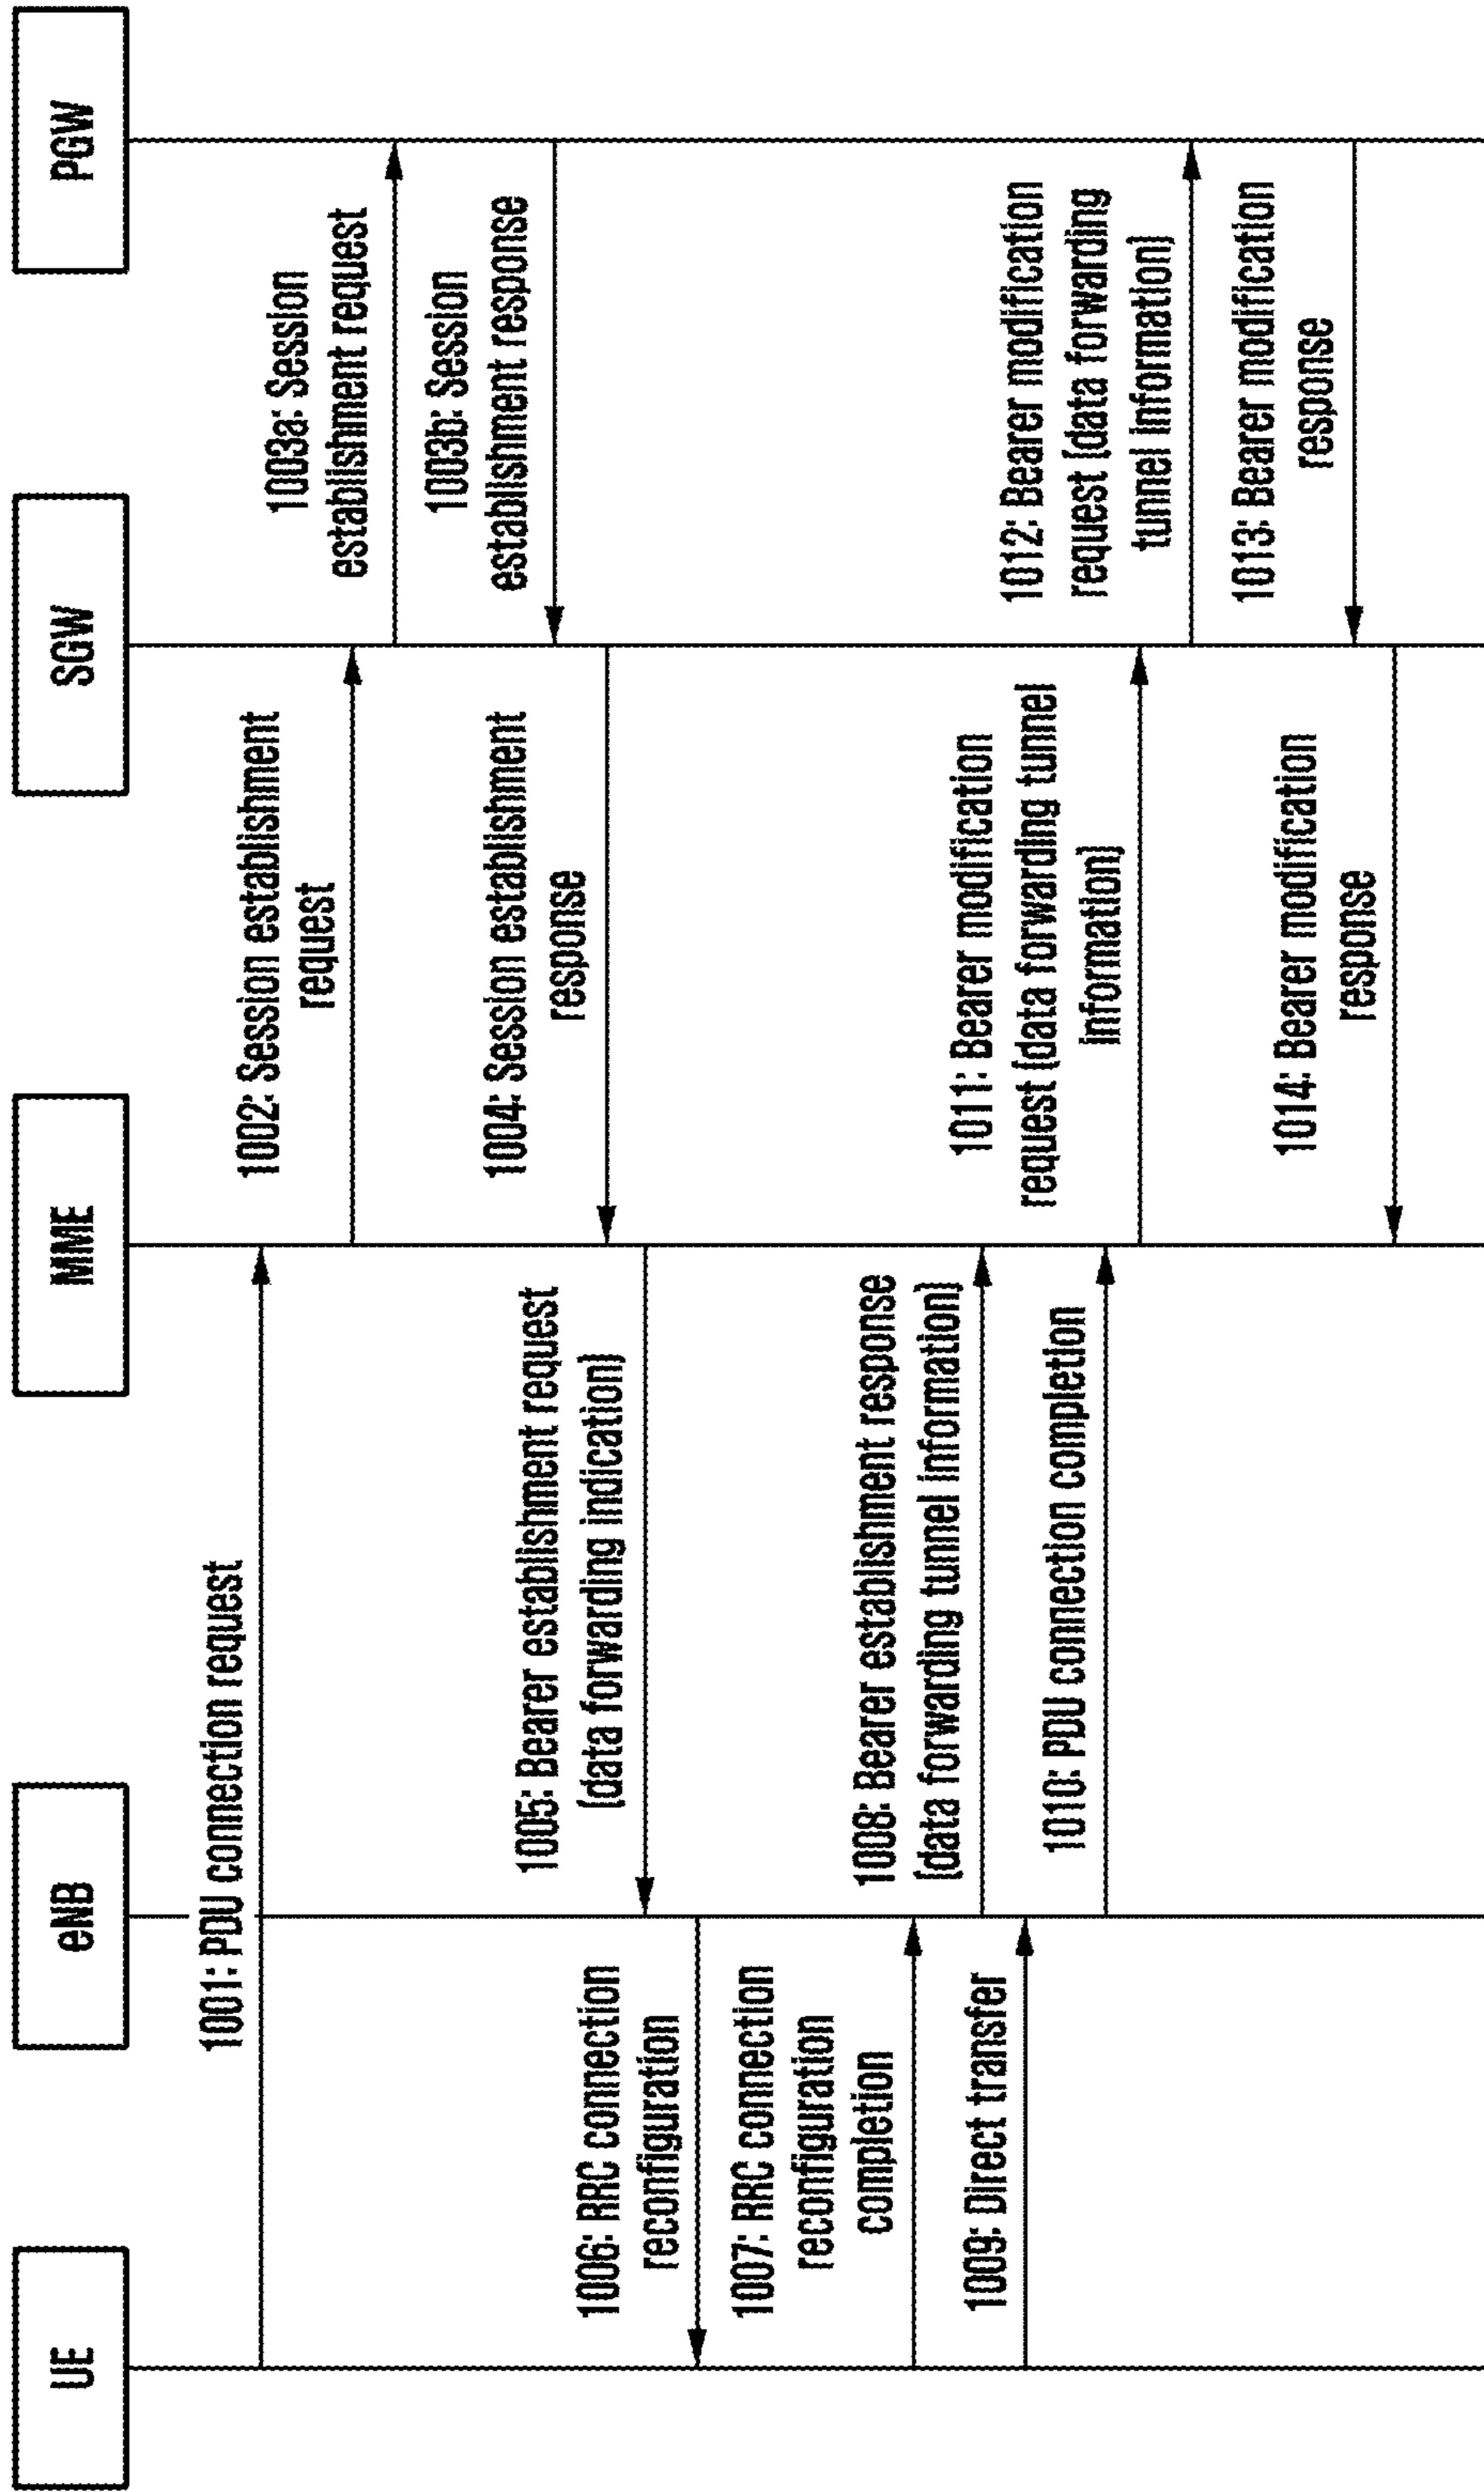 UE
eNB
MME
SGW
PGW
1001: PDU connection request
1002: Session establishment
request
1003a: Session
establishment request
1003b: Session
establishment response
1004: Session establishment
response
1005: Bearer establishment request
(data forwarding indication)
1006: RRC connection
reconfiguration
1007: RRC connection
reconfiguration
completion
1008: Bearer establishment response
(data forwarding tunnel information)
1009: Direct transfer
1010: PDU connection completion
1011: Bearer modification
request (data forwarding tunnel
information)
1012: Bearer modification
request (data forwarding
tunnel information)
1013: Bearer modification
response
1014: Bearer modification
response